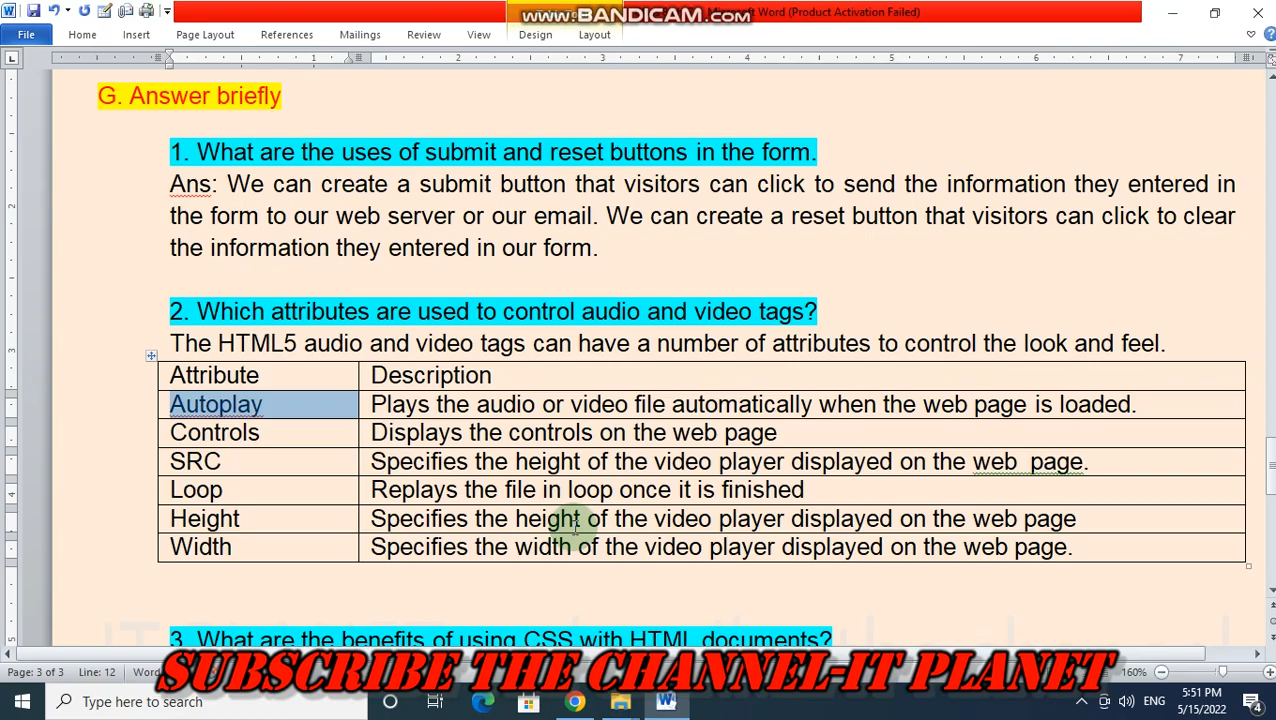 www.BANDICAM.com
Microsoft Word (Product Activation Failed)
File Home Insert Page Layout References Mailings Review View Design Layout
1 2 3 4 5 6 7
G. Answer briefly
1. What are the uses of submit and reset buttons in the form.
Ans: We can create a submit button that visitors can click to send the information they entered in
the form to our web server or our email. We can create a reset button that visitors can click to clear
the information they entered in our form.
2. Which attributes are used to control audio and video tags?
The HTML5 audio and video tags can have a number of attributes to control the look and feel.
Attribute Description
Autoplay Plays the audio or video file automatically when the web page is loaded.
Controls Displays the controls on the web page
SRC Specifies the height of the video player displayed on the web page.
Loop Replays the file in loop once it is finished
Height Specifies the height of the video player displayed on the web page
Width Specifies the width of the video player displayed on the web page.
3. What are the benefits of using CSS with HTML documents?
Page: 3 of 3 Line: 12 160%
SUBSCRIBE THE CHANNEL-IT PLANET
Type here to search ENG 5:51 PM
5/15/2022